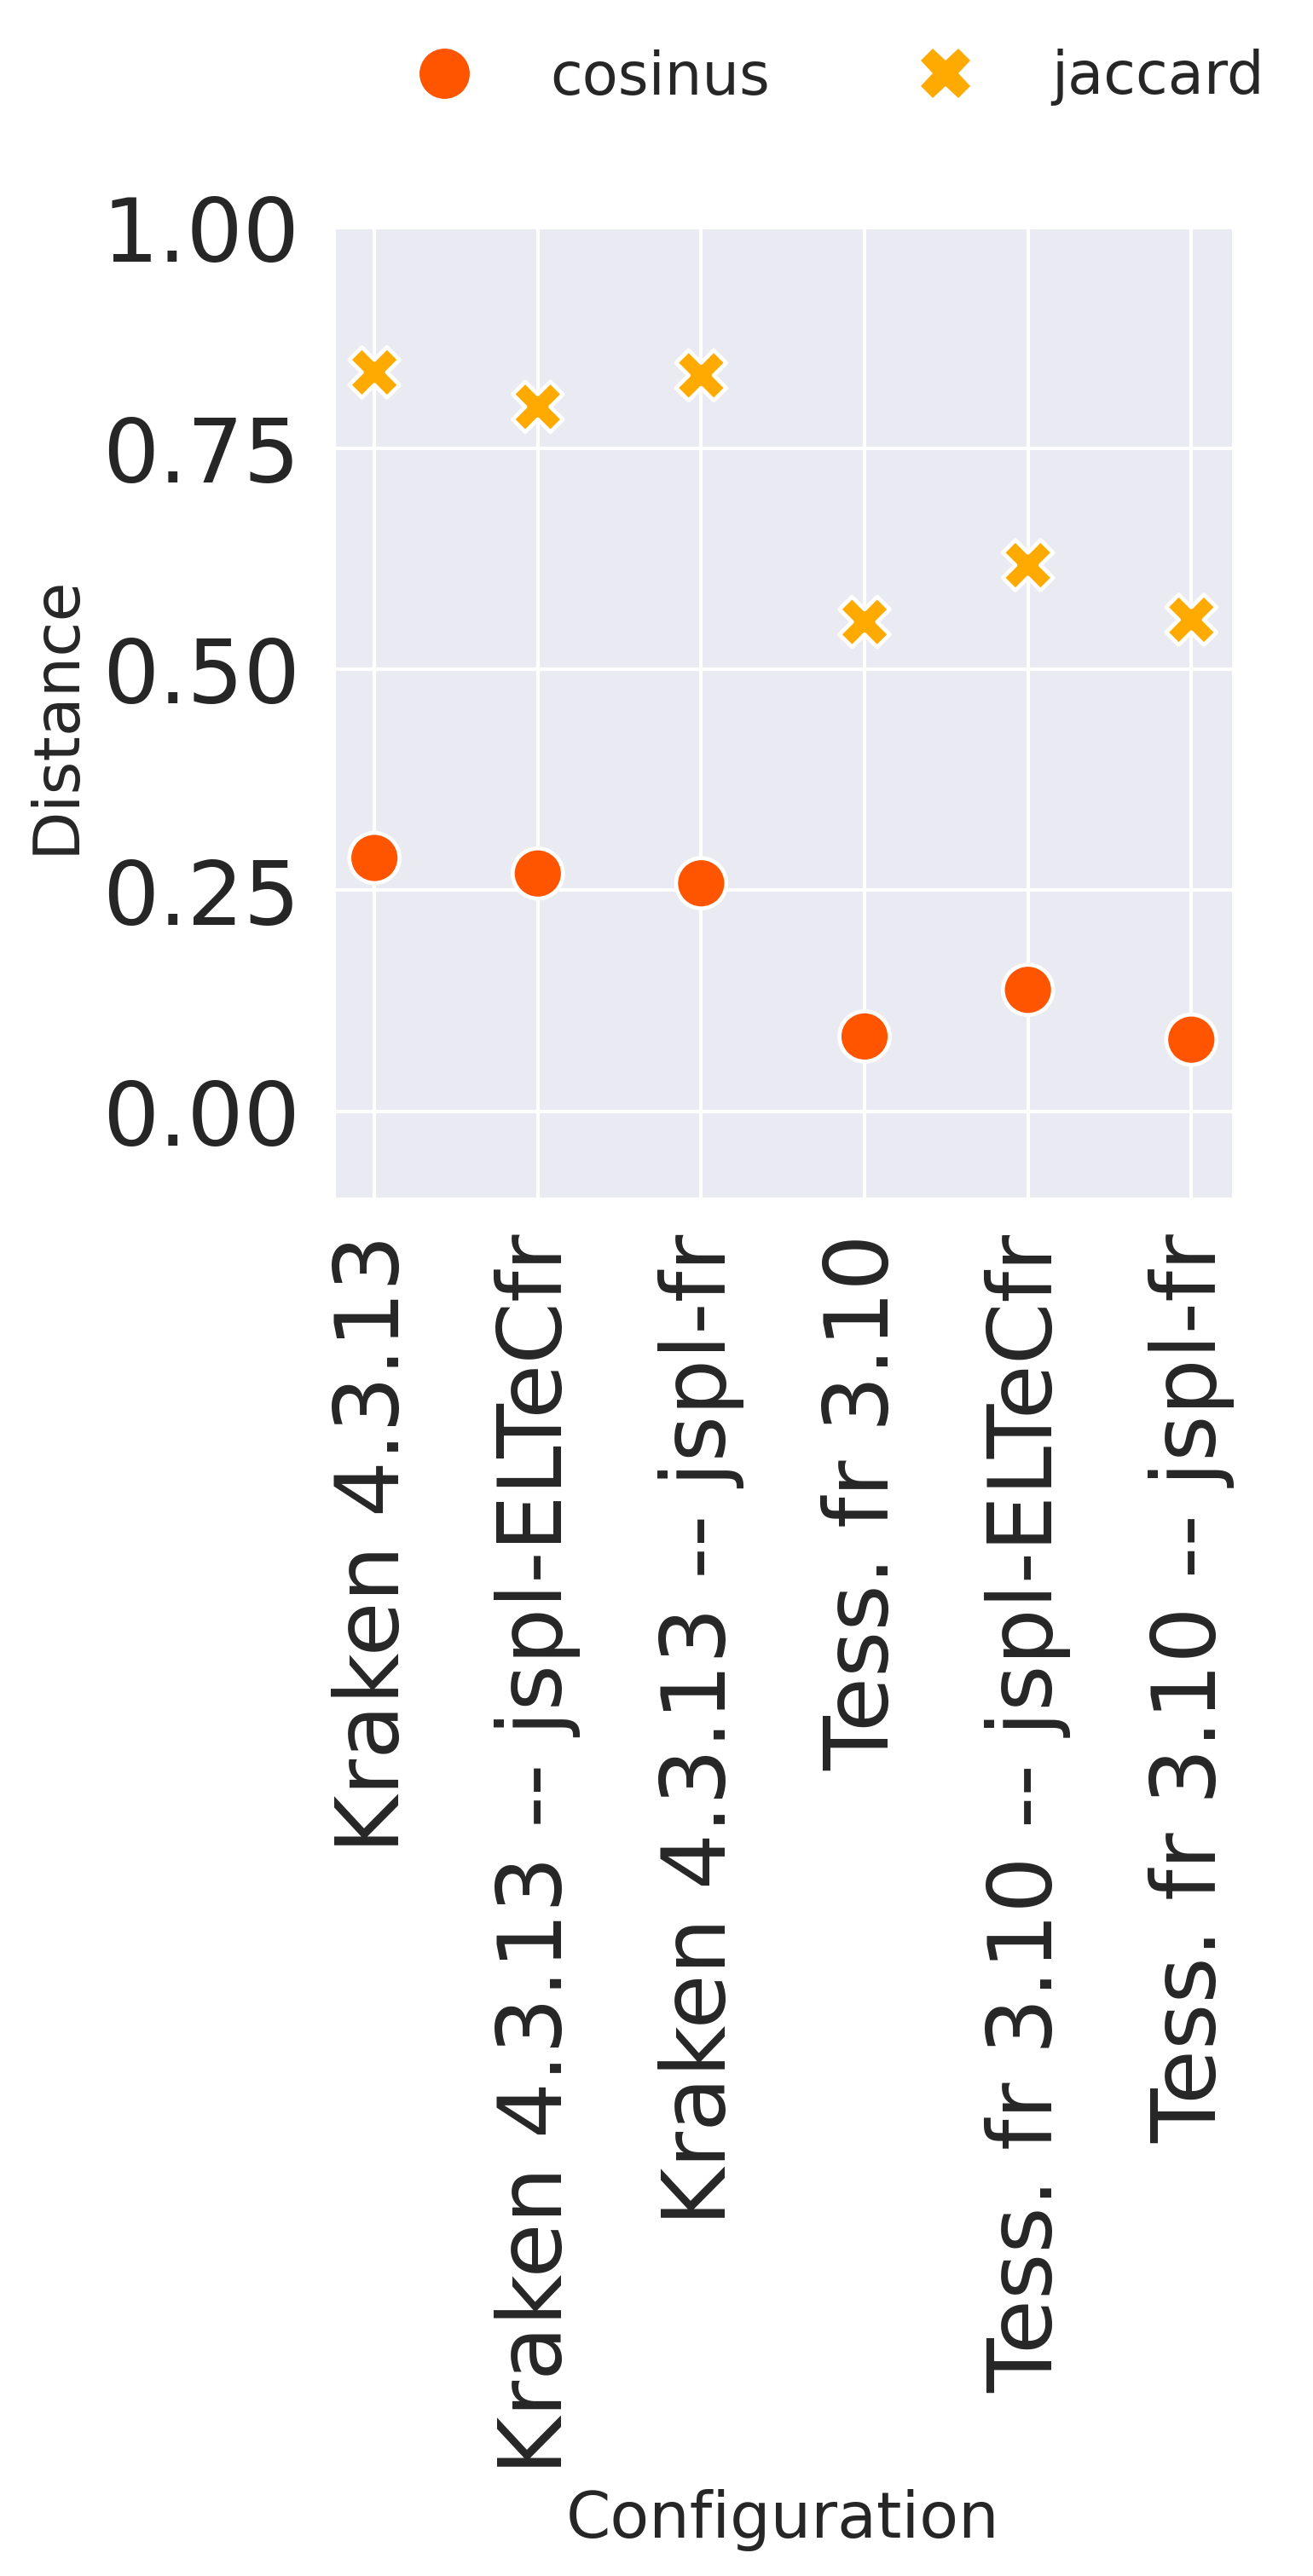 cosinus jaccard
1.00
0.75
0.50
0.25
0.00
Distance
Kraken 4.3.13
Kraken 4.3.13 -- jspl-ELTeCfr
Kraken 4.3.13 -- jspl-fr
Tess. fr 3.10
Tess. fr 3.10 -- jspl-ELTeCfr
Tess. fr 3.10 -- jspl-fr
Configuration